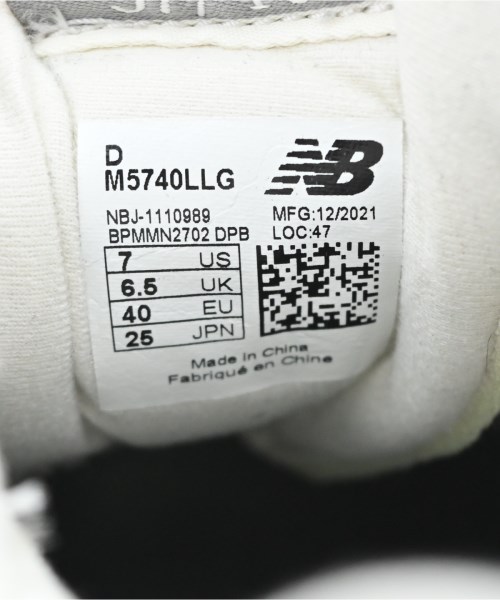 D
M5740LLG
NB
NBJ-1110989
MFG:12/2021
BPMMN2702 DPB
LOC:47
7 US
6.5 UK
40 EU
25 JPN
Made in China
Fabriqué en Chine